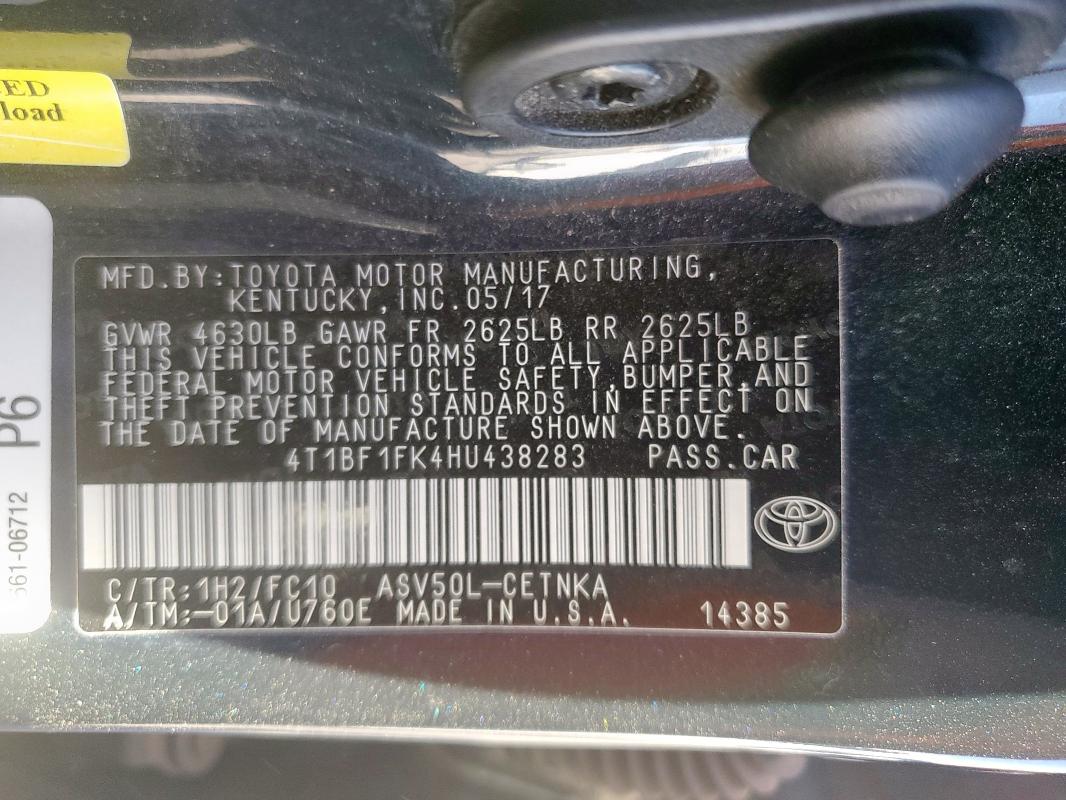 ED
load
P6
561-06712
MFD.BY:TOYOTA MOTOR MANUFACTURING,
KENTUCKY,INC.05/17
GVWR 4630LB GAWR FR 2625LB RR 2625LB
THIS VEHICLE CONFORMS TO ALL APPLICABLE
FEDERAL MOTOR VEHICLE SAFETY,BUMPER,AND
THEFT PREVENTION STANDARDS IN EFFECT ON
THE DATE OF MANUFACTURE SHOWN ABOVE.
4T1BF1FK4HU438283 PASS.CAR
C/TR:1H2/FC10 ASV50L-CETNKA
A/TM:-01A/U760E MADE IN U.S.A. 14385